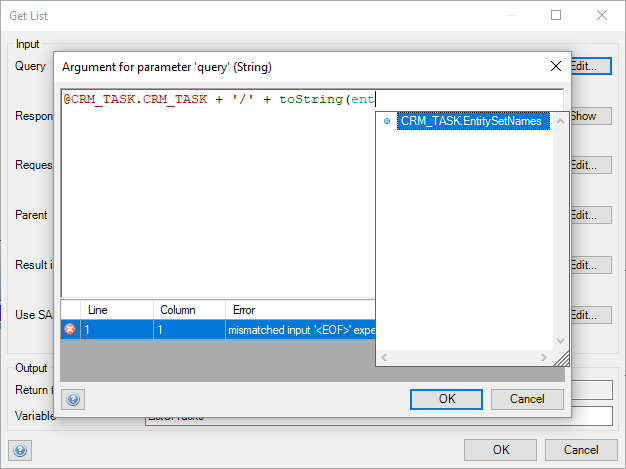 Get List
Input
Query
Edit...
Argument for parameter 'query' (String)
@CRM_TASK.CRM_TASK + '/' + toString(ent
CRM_TASK.EntitySetNames
Respon
Show
Reques
Edit...
Parent
Edit...
Result i
Edit...
Use SA
Edit...
Line Column Error
1 1 mismatched input '<EOF>' expe
OK Cancel
Output
Return t
Variable
OK Cancel